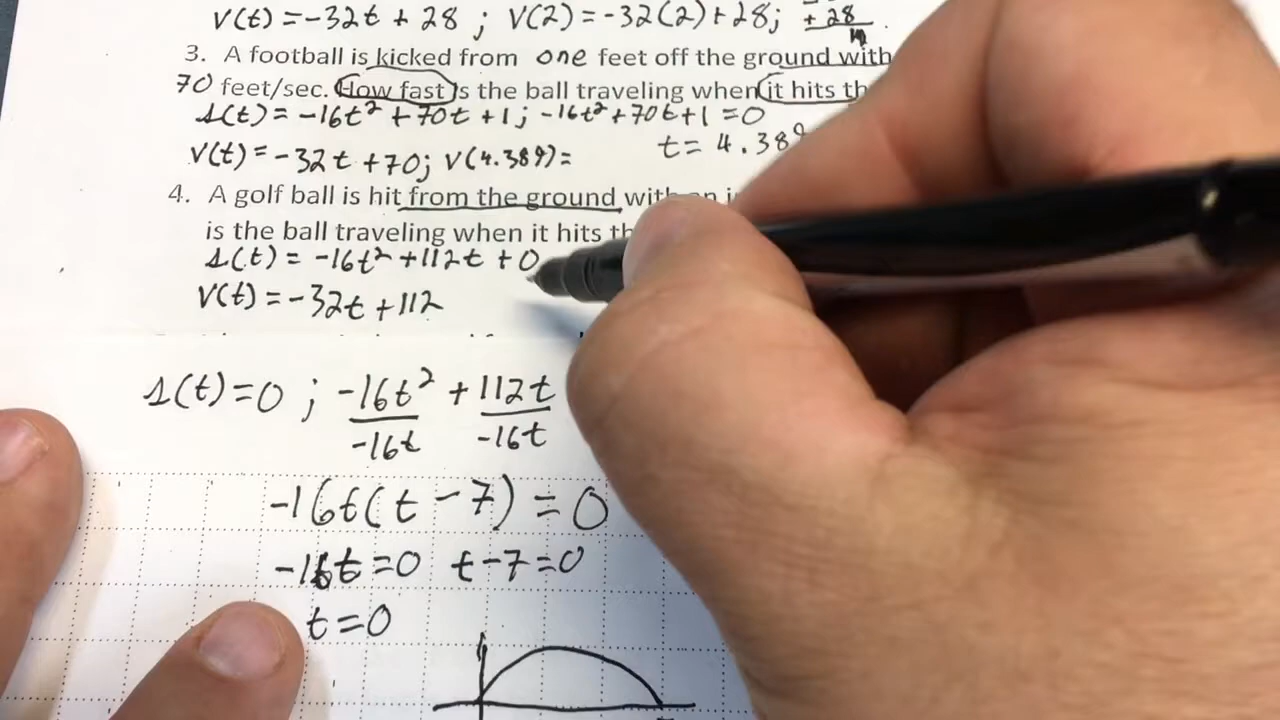 V(t) = -32t + 28 ; V(2) = -32(2) + 28; + 28
3. A football is kicked from one feet off the ground with
70 feet/sec. How fast is the ball traveling when it hits th
s(t) = -16t² + 70t + 1 ; -16t² + 70t + 1 = 0
t = 4.389
V(t) = -32t + 70; V(4.389) =
4. A golf ball is hit from the ground with an
is the ball traveling when it hits
s(t) = -16t² + 112t + 0
V(t) = -32t + 112
s(t) = 0 ; -16t² + 112t
-16t -16t
-16t(t - 7) = 0
-16t = 0 t - 7 = 0
t = 0